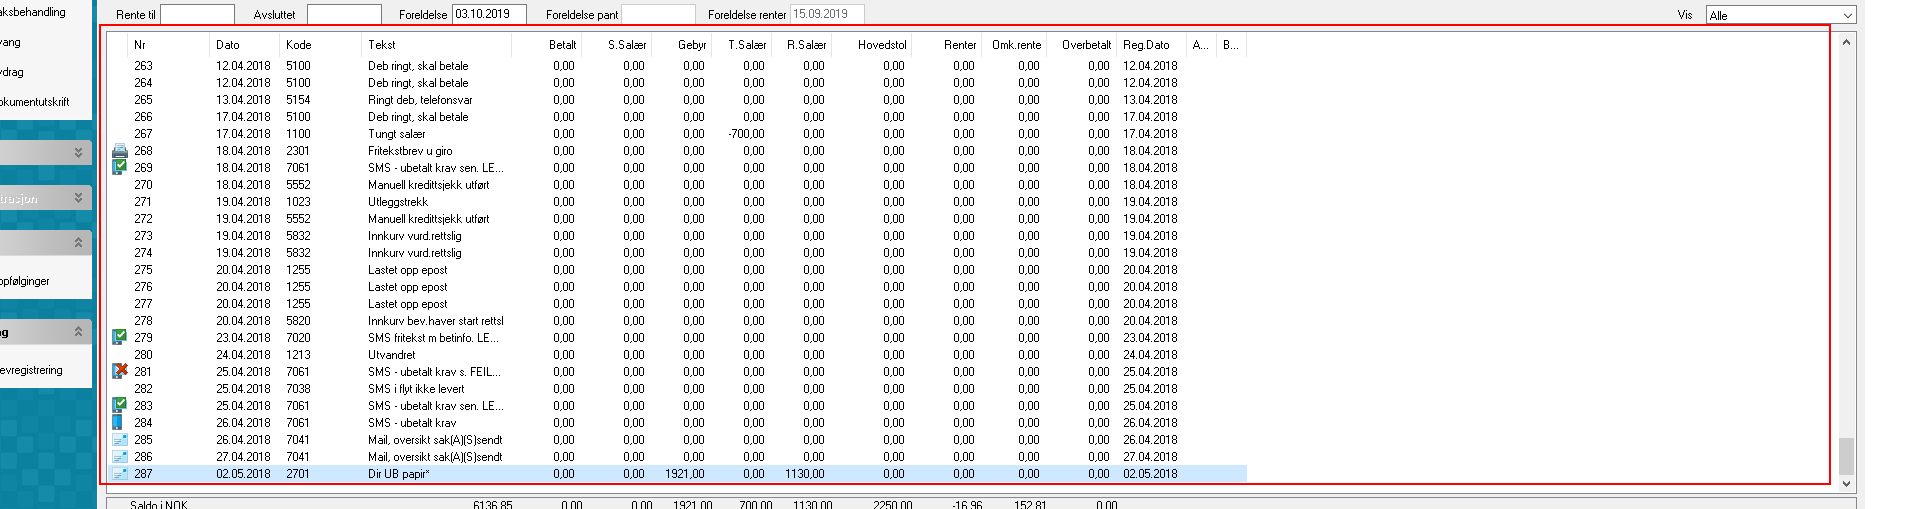 Rente til Avsluttet Foreldelse 03.10.2019 Foreldelse pant Foreldelse renter 15.09.2019 Vis Alle
aksbehandling
vang
vdrag
okumentutskrift
trasjon
ppfølginger
g
evregistrering
Nr Dato Kode Tekst Betalt S.Salær Gebyr T.Salær R.Salær Hovedstol Renter Omk.rente Overbetalt Reg.Dato A... B...
263 12.04.2018 5100 Deb ringt, skal betale 0,00 0,00 0,00 0,00 0,00 0,00 0,00 0,00 0,00 12.04.2018
264 12.04.2018 5100 Deb ringt, skal betale 0,00 0,00 0,00 0,00 0,00 0,00 0,00 0,00 0,00 12.04.2018
265 13.04.2018 5154 Ringt deb, telefonsvar 0,00 0,00 0,00 0,00 0,00 0,00 0,00 0,00 0,00 13.04.2018
266 17.04.2018 5100 Deb ringt, skal betale 0,00 0,00 0,00 0,00 0,00 0,00 0,00 0,00 0,00 17.04.2018
267 17.04.2018 1100 Tungt salær 0,00 0,00 0,00 -700,00 0,00 0,00 0,00 0,00 0,00 17.04.2018
268 18.04.2018 2301 Fritekstbrev u giro 0,00 0,00 0,00 0,00 0,00 0,00 0,00 0,00 0,00 18.04.2018
269 18.04.2018 7061 SMS - ubetalt krav sen. LE... 0,00 0,00 0,00 0,00 0,00 0,00 0,00 0,00 0,00 18.04.2018
270 18.04.2018 5552 Manuell kredittsjekk utført 0,00 0,00 0,00 0,00 0,00 0,00 0,00 0,00 0,00 18.04.2018
271 19.04.2018 1023 Utleggstrekk 0,00 0,00 0,00 0,00 0,00 0,00 0,00 0,00 0,00 19.04.2018
272 19.04.2018 5552 Manuell kredittsjekk utført 0,00 0,00 0,00 0,00 0,00 0,00 0,00 0,00 0,00 19.04.2018
273 19.04.2018 5832 Innkurv vurd.rettslig 0,00 0,00 0,00 0,00 0,00 0,00 0,00 0,00 0,00 19.04.2018
274 19.04.2018 5832 Innkurv vurd.rettslig 0,00 0,00 0,00 0,00 0,00 0,00 0,00 0,00 0,00 19.04.2018
275 20.04.2018 1255 Lastet opp epost 0,00 0,00 0,00 0,00 0,00 0,00 0,00 0,00 0,00 20.04.2018
276 20.04.2018 1255 Lastet opp epost 0,00 0,00 0,00 0,00 0,00 0,00 0,00 0,00 0,00 20.04.2018
277 20.04.2018 1255 Lastet opp epost 0,00 0,00 0,00 0,00 0,00 0,00 0,00 0,00 0,00 20.04.2018
278 20.04.2018 5820 Innkurv bev.haver start rettsl 0,00 0,00 0,00 0,00 0,00 0,00 0,00 0,00 0,00 20.04.2018
279 23.04.2018 7020 SMS fritekst m betinfo. LE... 0,00 0,00 0,00 0,00 0,00 0,00 0,00 0,00 0,00 23.04.2018
280 24.04.2018 1213 Utvandret 0,00 0,00 0,00 0,00 0,00 0,00 0,00 0,00 0,00 24.04.2018
281 25.04.2018 7061 SMS - ubetalt krav s. FEIL... 0,00 0,00 0,00 0,00 0,00 0,00 0,00 0,00 0,00 25.04.2018
282 25.04.2018 7038 SMS i flyt ikke levert 0,00 0,00 0,00 0,00 0,00 0,00 0,00 0,00 0,00 25.04.2018
283 25.04.2018 7061 SMS - ubetalt krav sen. LE... 0,00 0,00 0,00 0,00 0,00 0,00 0,00 0,00 0,00 25.04.2018
284 26.04.2018 7061 SMS - ubetalt krav 0,00 0,00 0,00 0,00 0,00 0,00 0,00 0,00 0,00 26.04.2018
285 26.04.2018 7041 Mail, oversikt sak(A)(S)sendt 0,00 0,00 0,00 0,00 0,00 0,00 0,00 0,00 0,00 26.04.2018
286 27.04.2018 7041 Mail, oversikt sak(A)(S)sendt 0,00 0,00 0,00 0,00 0,00 0,00 0,00 0,00 0,00 27.04.2018
287 02.05.2018 2701 Dir UB papir* 0,00 0,00 1921,00 0,00 1130,00 0,00 0,00 0,00 0,00 02.05.2018
Saldo i NOK 6136,85 0,00 0,00 1921,00 700,00 1130,00 2250,00 -16,96 152,81 0,00